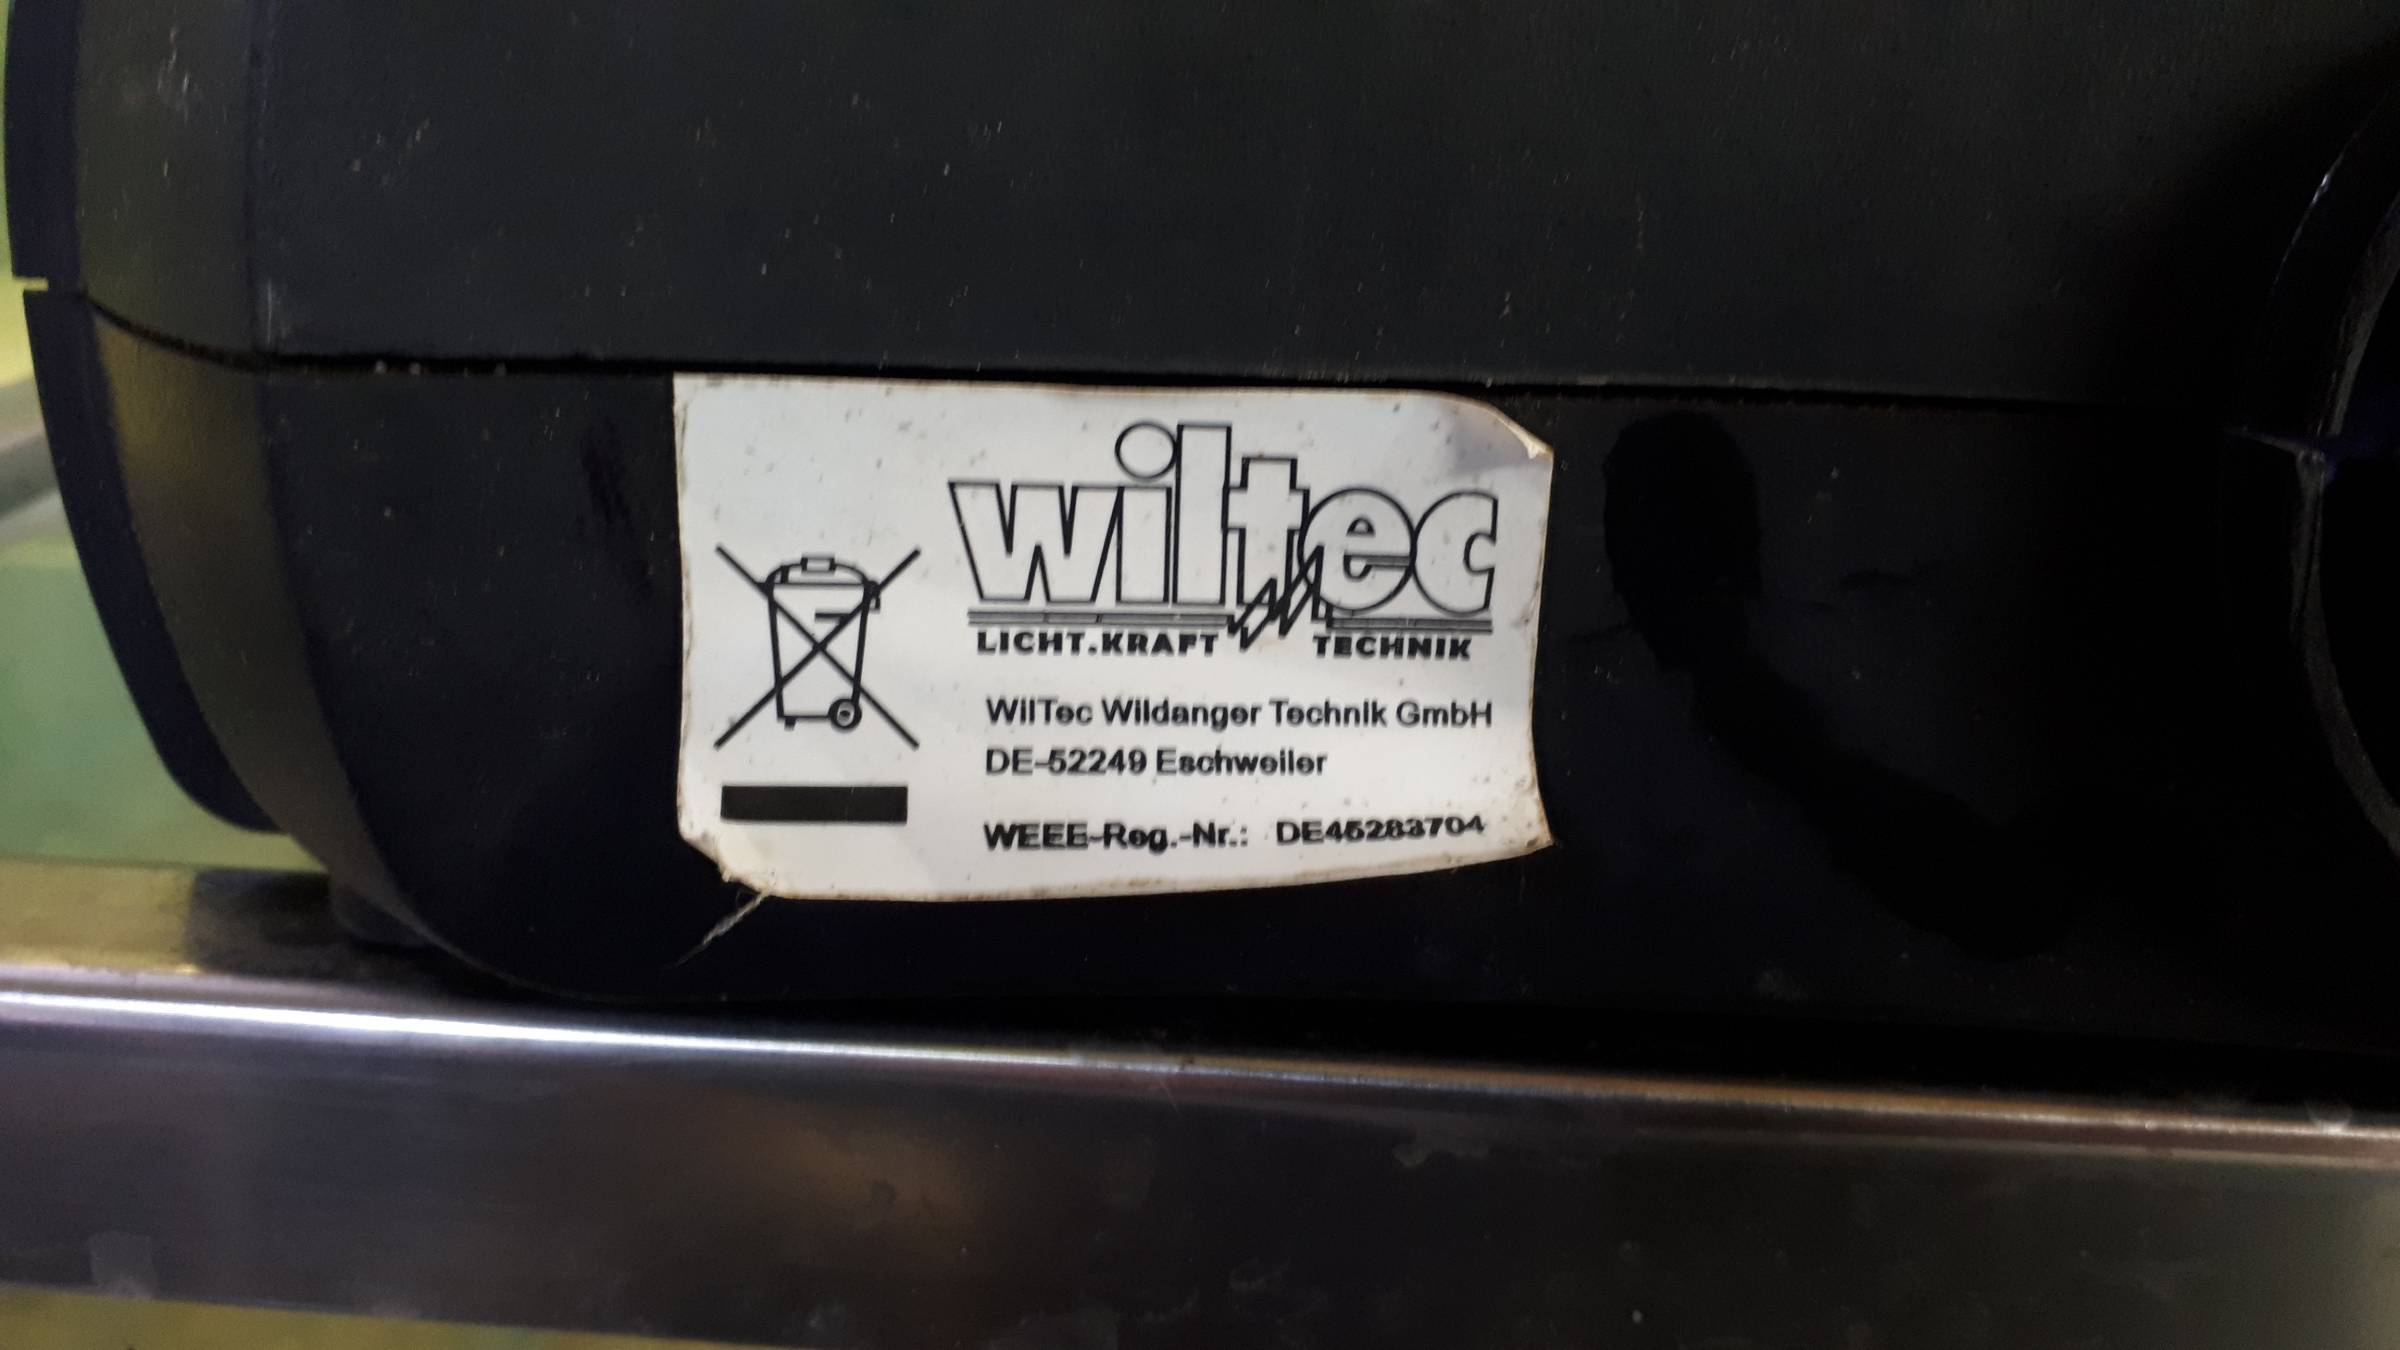 wiltec
LICHT.KRAFT TECHNIK
WilTec Wildanger Technik GmbH
DE-52249 Eschweiler
WEEE-Reg.-Nr.: DE45283704